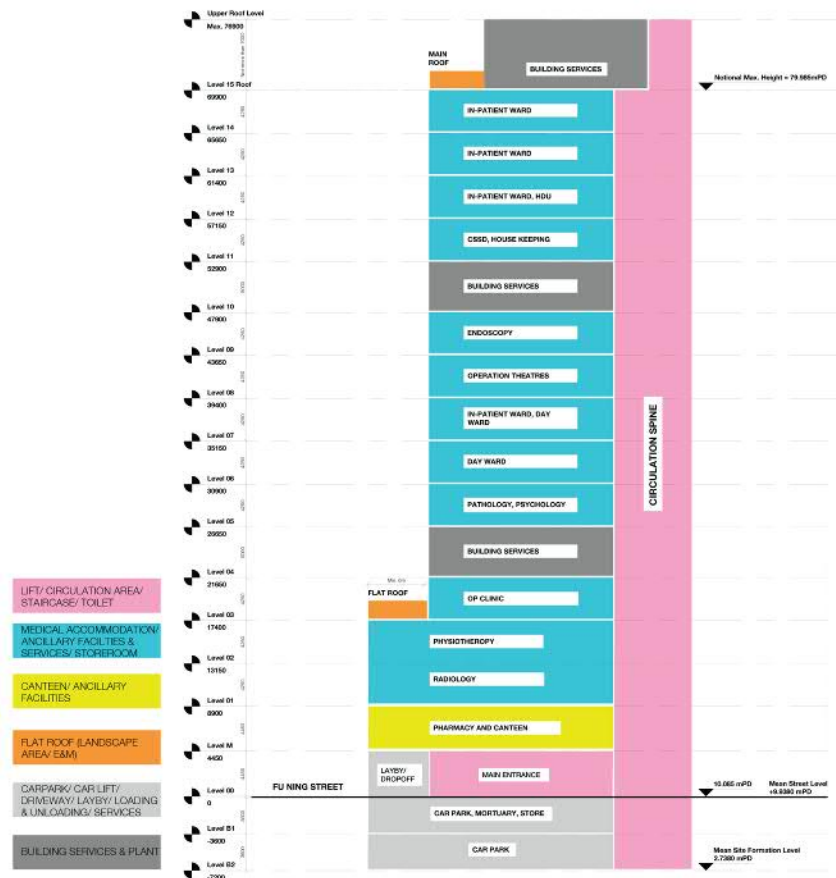 Upper Roof Level
Max. 76900
MAIN
ROOF
BUILDING SERVICES
Level 15 Roof
69900
Notional Max. Height = 79.985mPD
IN-PATIENT WARD
Level 14
65650
IN-PATIENT WARD
Level 13
61400
IN-PATIENT WARD, HDU
Level 12
57150
CSSD, HOUSE KEEPING
Level 11
52900
BUILDING SERVICES
Level 10
47900
ENDOSCOPY
Level 09
43650
OPERATION THEATRES
Level 08
39400
IN-PATIENT WARD, DAY
WARD
CIRCULATION SPINE
Level 07
35150
DAY WARD
Level 06
30900
PATHOLOGY, PSYCHOLOGY
Level 05
26650
BUILDING SERVICES
Level 04
21650
FLAT ROOF
OP CLINIC
Level 03
17400
PHYSIOTHEROPY
Level 02
13150
RADIOLOGY
Level 01
8900
PHARMACY AND CANTEEN
Level M
4450
LAYBY/
DROPOFF
MAIN ENTRANCE
FU NING STREET
Level 00
0
10.065 mPD
Mean Street Level
+9.9380 mPD
CAR PARK, MORTUARY, STORE
Level B1
-3600
CAR PARK
Mean Site Formation Level
2.7380 mPD
Level B2
-7200
LIFT/ CIRCULATION AREA/
STAIRCASE/ TOILET
MEDICAL ACCOMMODATION/
ANCILLARY FACILTIES &
SERVICES/ STOREROOM
CANTEEN/ ANCILLARY
FACILITIES
FLAT ROOF (LANDSCAPE
AREA/ E&M)
CARPARK/ CAR LIFT/
DRIVEWAY/ LAYBY/ LOADING
& UNLOADING/ SERVICES
BUILDING SERVICES & PLANT